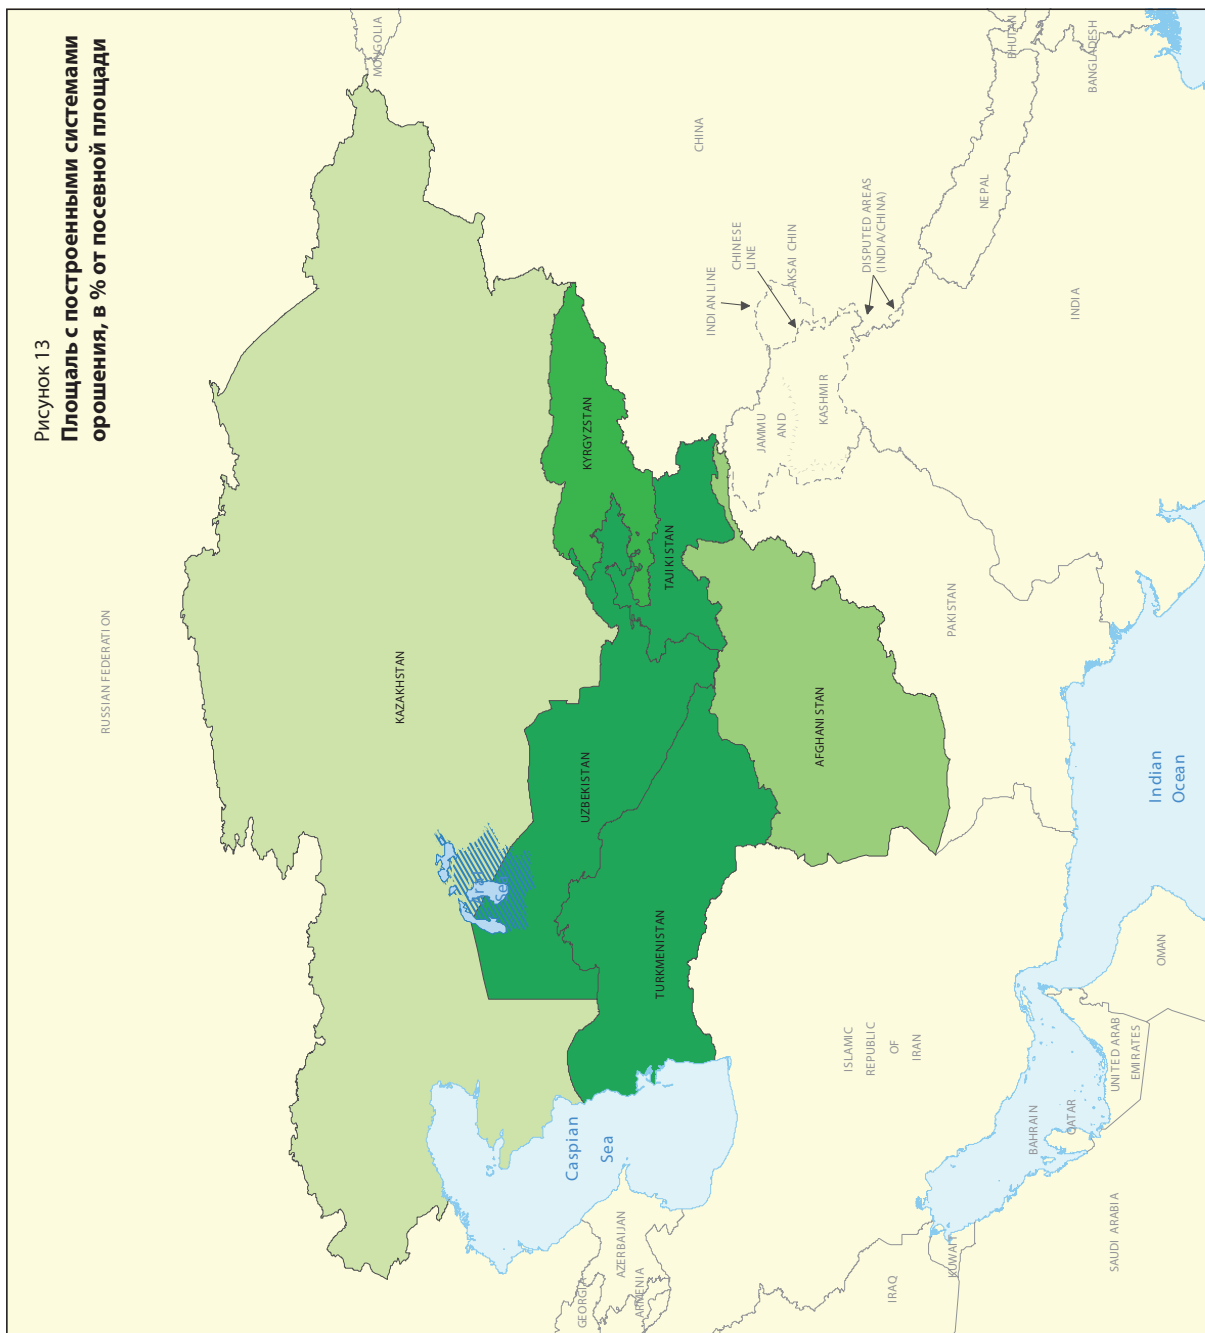 Рисунок 13
Площаль с построенными системами
орошения, в % от посевной площади
RUSSIAN FEDERATION
MONGOLIA
KAZAKHSTAN
CHINA
Aral
Sea
UZBEKISTAN
KYRGYZSTAN
TURKMENISTAN
TAJIKISTAN
AFGHANISTAN
Caspian
Sea
GEORGIA
AZERBAIJAN
ARMENIA
INDIAN LINE
CHINESE
LINE
AKSAI CHIN
JAMMU
AND
KASHMIR
DISPUTED AREAS
(INDIA/CHINA)
ISLAMIC
REPUBLIC
OF
IRAN
IRAQ
KUWAIT
PAKISTAN
NEPAL
BHUTAN
BANGLADESH
INDIA
BAHRAIN
QATAR
UNITED ARAB
EMIRATES
SAUDI ARABIA
OMAN
Indian
Ocean